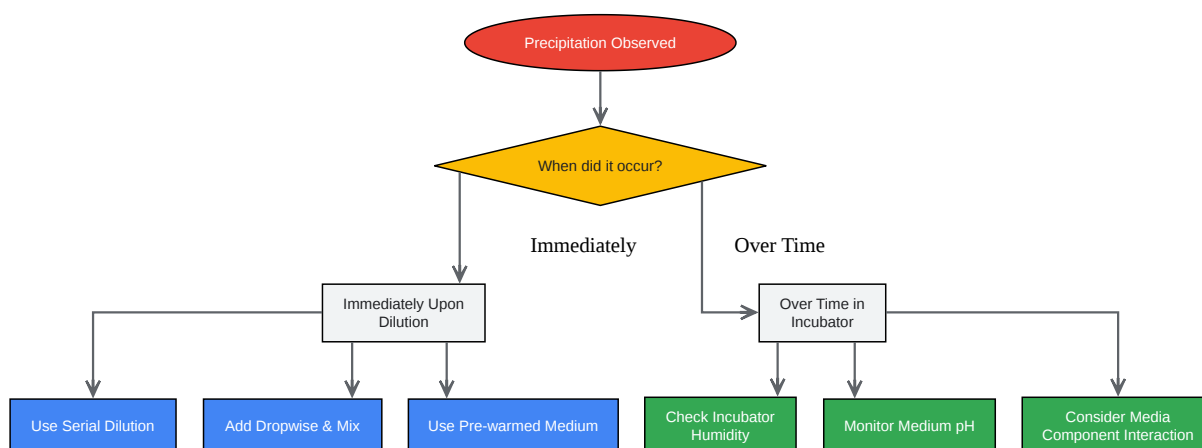 Precipitation Observed
When did it occur?
Immediately
Over Time
Immediately Upon
Dilution
Over Time in
Incubator
Use Serial Dilution
Add Dropwise & Mix
Use Pre-warmed Medium
Check Incubator
Humidity
Monitor Medium pH
Consider Media
Component Interaction